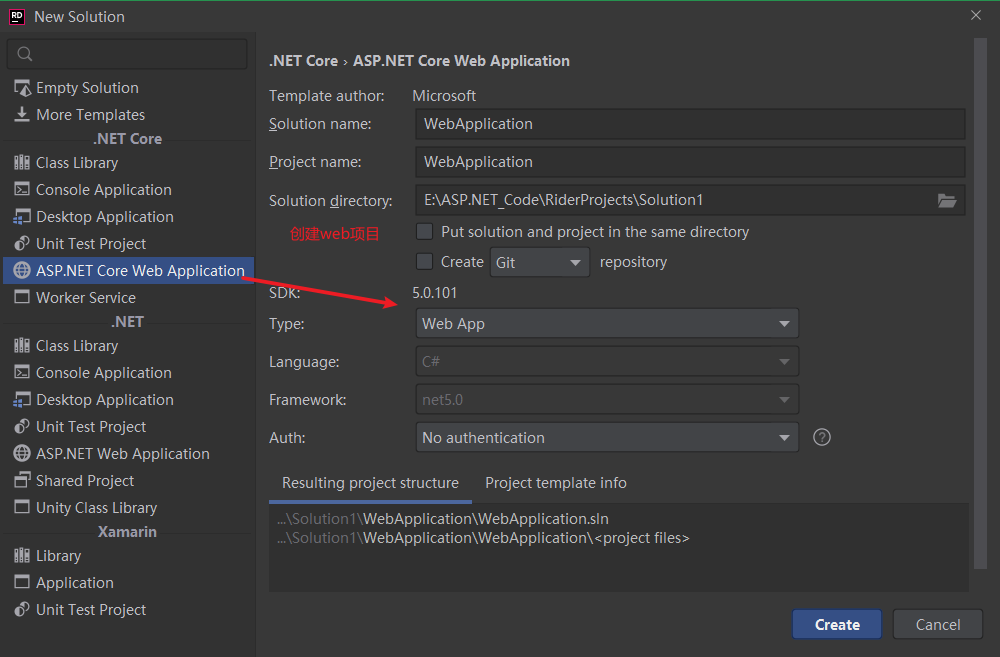 RD New Solution
Empty Solution
More Templates
.NET Core
Class Library
Console Application
Desktop Application
Unit Test Project
ASP.NET Core Web Application
Worker Service
.NET
Class Library
Console Application
Desktop Application
Unit Test Project
ASP.NET Web Application
Shared Project
Unity Class Library
Xamarin
Library
Application
Unit Test Project
.NET Core › ASP.NET Core Web Application
Template author: Microsoft
Solution name: WebApplication
Project name: WebApplication
Solution directory: E:\ASP.NET_Code\RiderProjects\Solution1
创建web项目
Put solution and project in the same directory
Create Git repository
SDK: 5.0.101
Type: Web App
Language: C#
Framework: net5.0
Auth: No authentication ?
Resulting project structure Project template info
...\Solution1\WebApplication\WebApplication.sln
...\Solution1\WebApplication\WebApplication\<project files>
Create Cancel